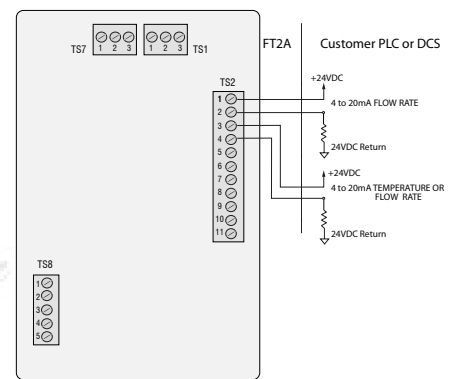 TS7
1 2 3
1 2 3
TS1
FT2A
Customer PLC or DCS
TS2
1
2
3
4
5
6
7
8
9
10
11
+24VDC
4 to 20mA FLOW RATE
24VDC Return
+24VDC
4 to 20mA TEMPERATURE OR
FLOW RATE
24VDC Return
TS8
1
2
3
4
5